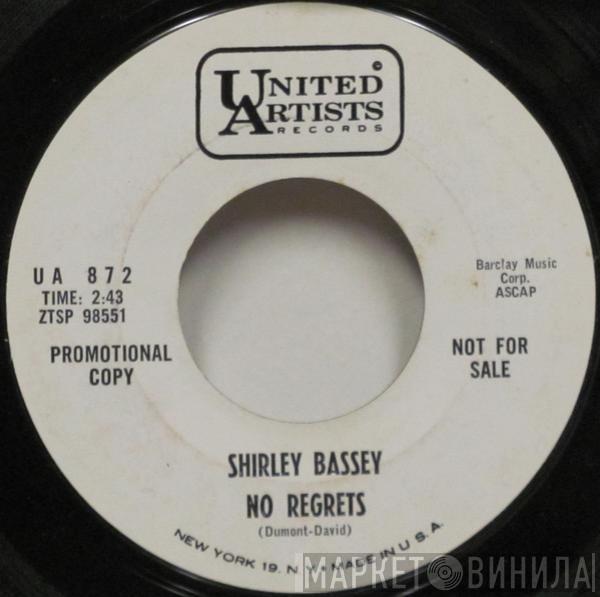 UNITED
ARTISTS
RECORDS
UA 872
TIME: 2:43
ZTSP 98551
PROMOTIONAL
COPY
Barclay Music
Corp.
ASCAP
NOT FOR
SALE
SHIRLEY BASSEY
NO REGRETS
(Dumont-David)
NEW YORK 19, N.Y. • MADE IN U.S.A.
МАРКЕТ ВИНИЛА